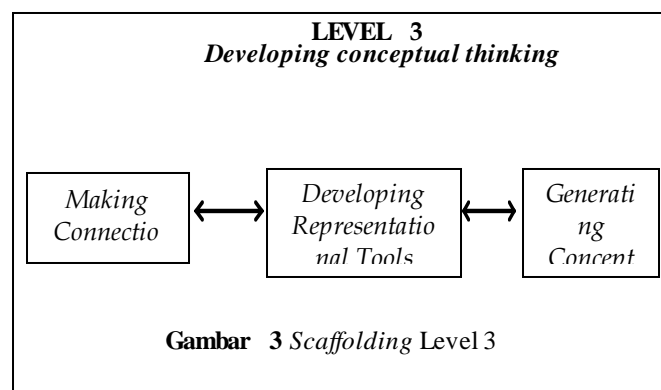 LEVEL 3
Developing conceptual thinking
Making
Connectio
Developing
Representatio
nal Tools
Generati
ng
Concept
Gambar 3 Scaffolding Level 3